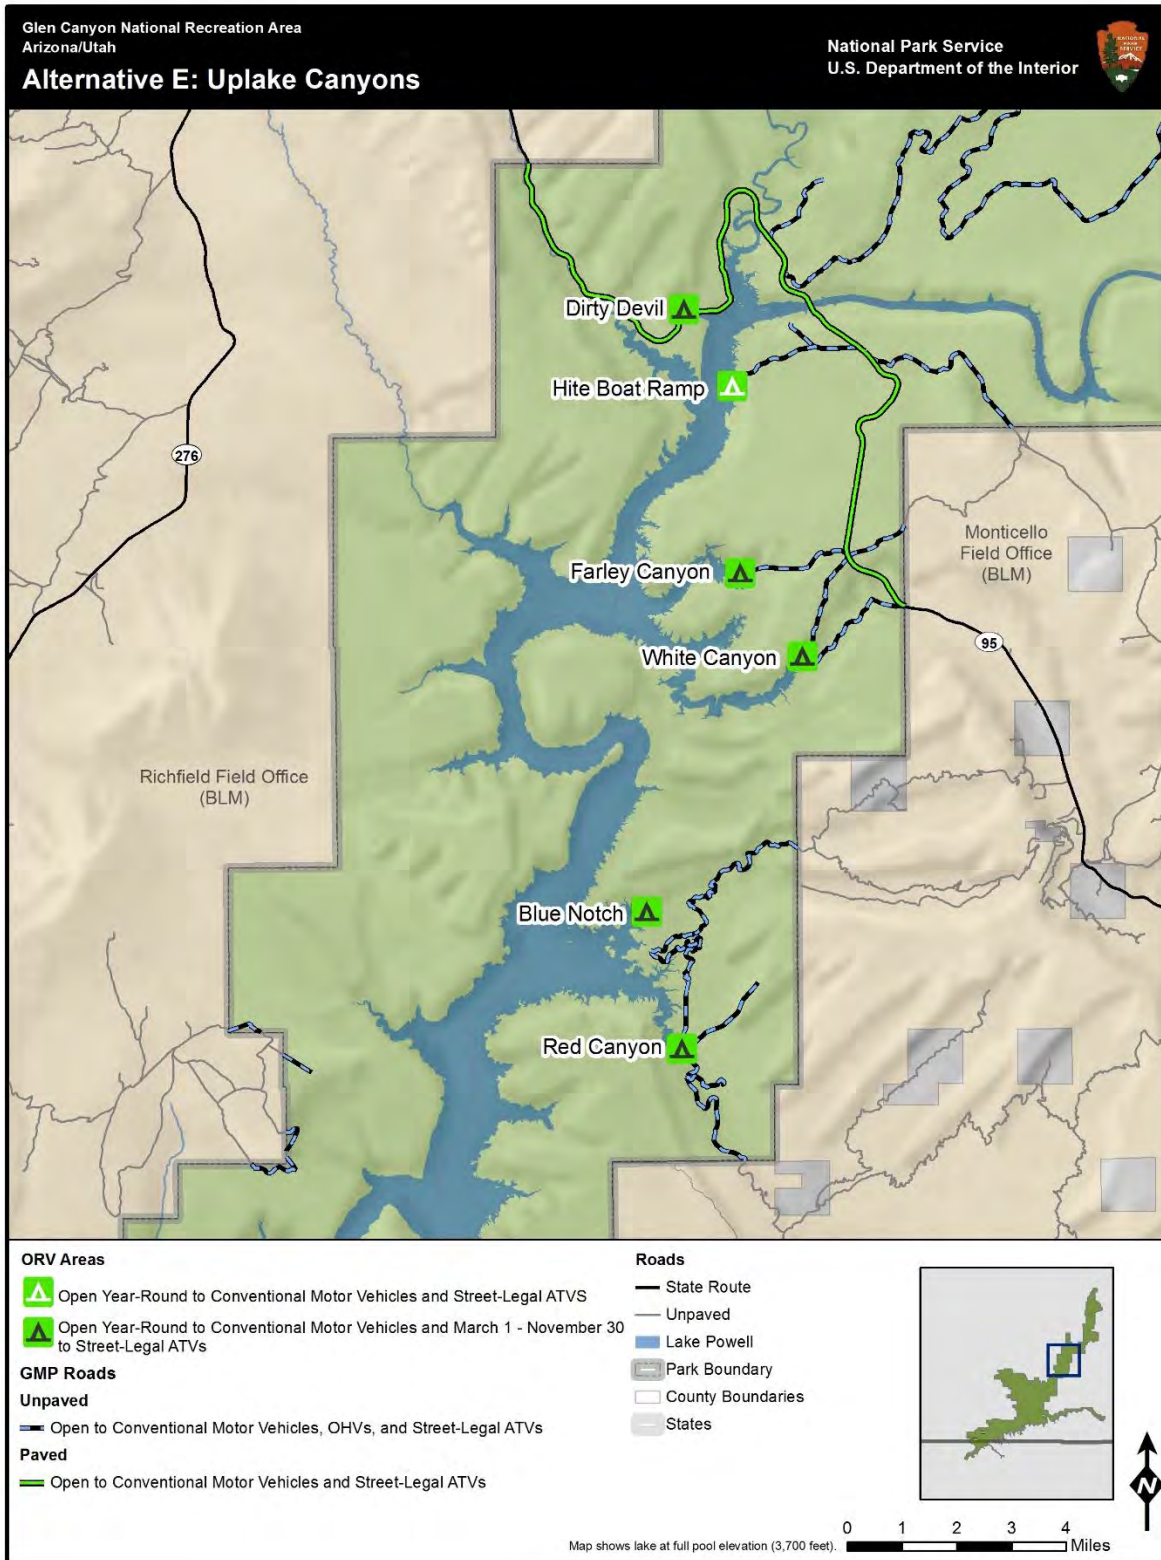 Glen Canyon National Recreation Area
Arizona/Utah
Alternative E: Uplake Canyons
National Park Service
U.S. Department of the Interior
NATIONAL
PARK
SERVICE
Dirty Devil
Hite Boat Ramp
276
Monticello
Field Office
(BLM)
Farley Canyon
95
White Canyon
Richfield Field Office
(BLM)
Blue Notch
Red Canyon
ORV Areas
Open Year-Round to Conventional Motor Vehicles and Street-Legal ATVS
Open Year-Round to Conventional Motor Vehicles and March 1 - November 30
to Street-Legal ATVs
GMP Roads
Unpaved
Open to Conventional Motor Vehicles, OHVs, and Street-Legal ATVs
Paved
Open to Conventional Motor Vehicles and Street-Legal ATVs
Roads
State Route
Unpaved
Lake Powell
Park Boundary
County Boundaries
States
N
Map shows lake at full pool elevation (3,700 feet).
0 1 2 3 4
Miles